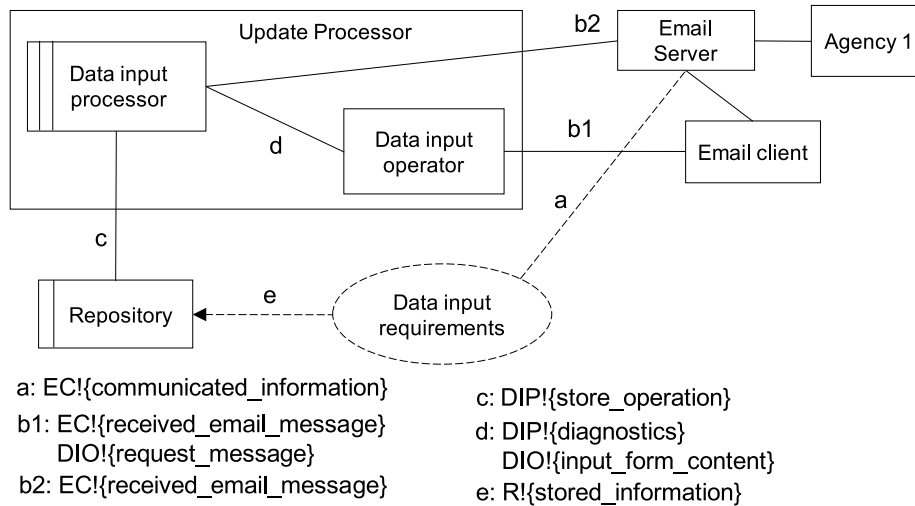 Update Processor
b2
Email
Server
Agency 1
Data input
processor
d
Data input
operator
b1
Email client
a
c
Repository
e
Data input
requirements
a: EC!{communicated_information}
b1: EC!{received_email_message}
DIO!{request_message}
b2: EC!{received_email_message}
c: DIP!{store_operation}
d: DIP!{diagnostics}
DIO!{input_form_content}
e: R!{stored_information}